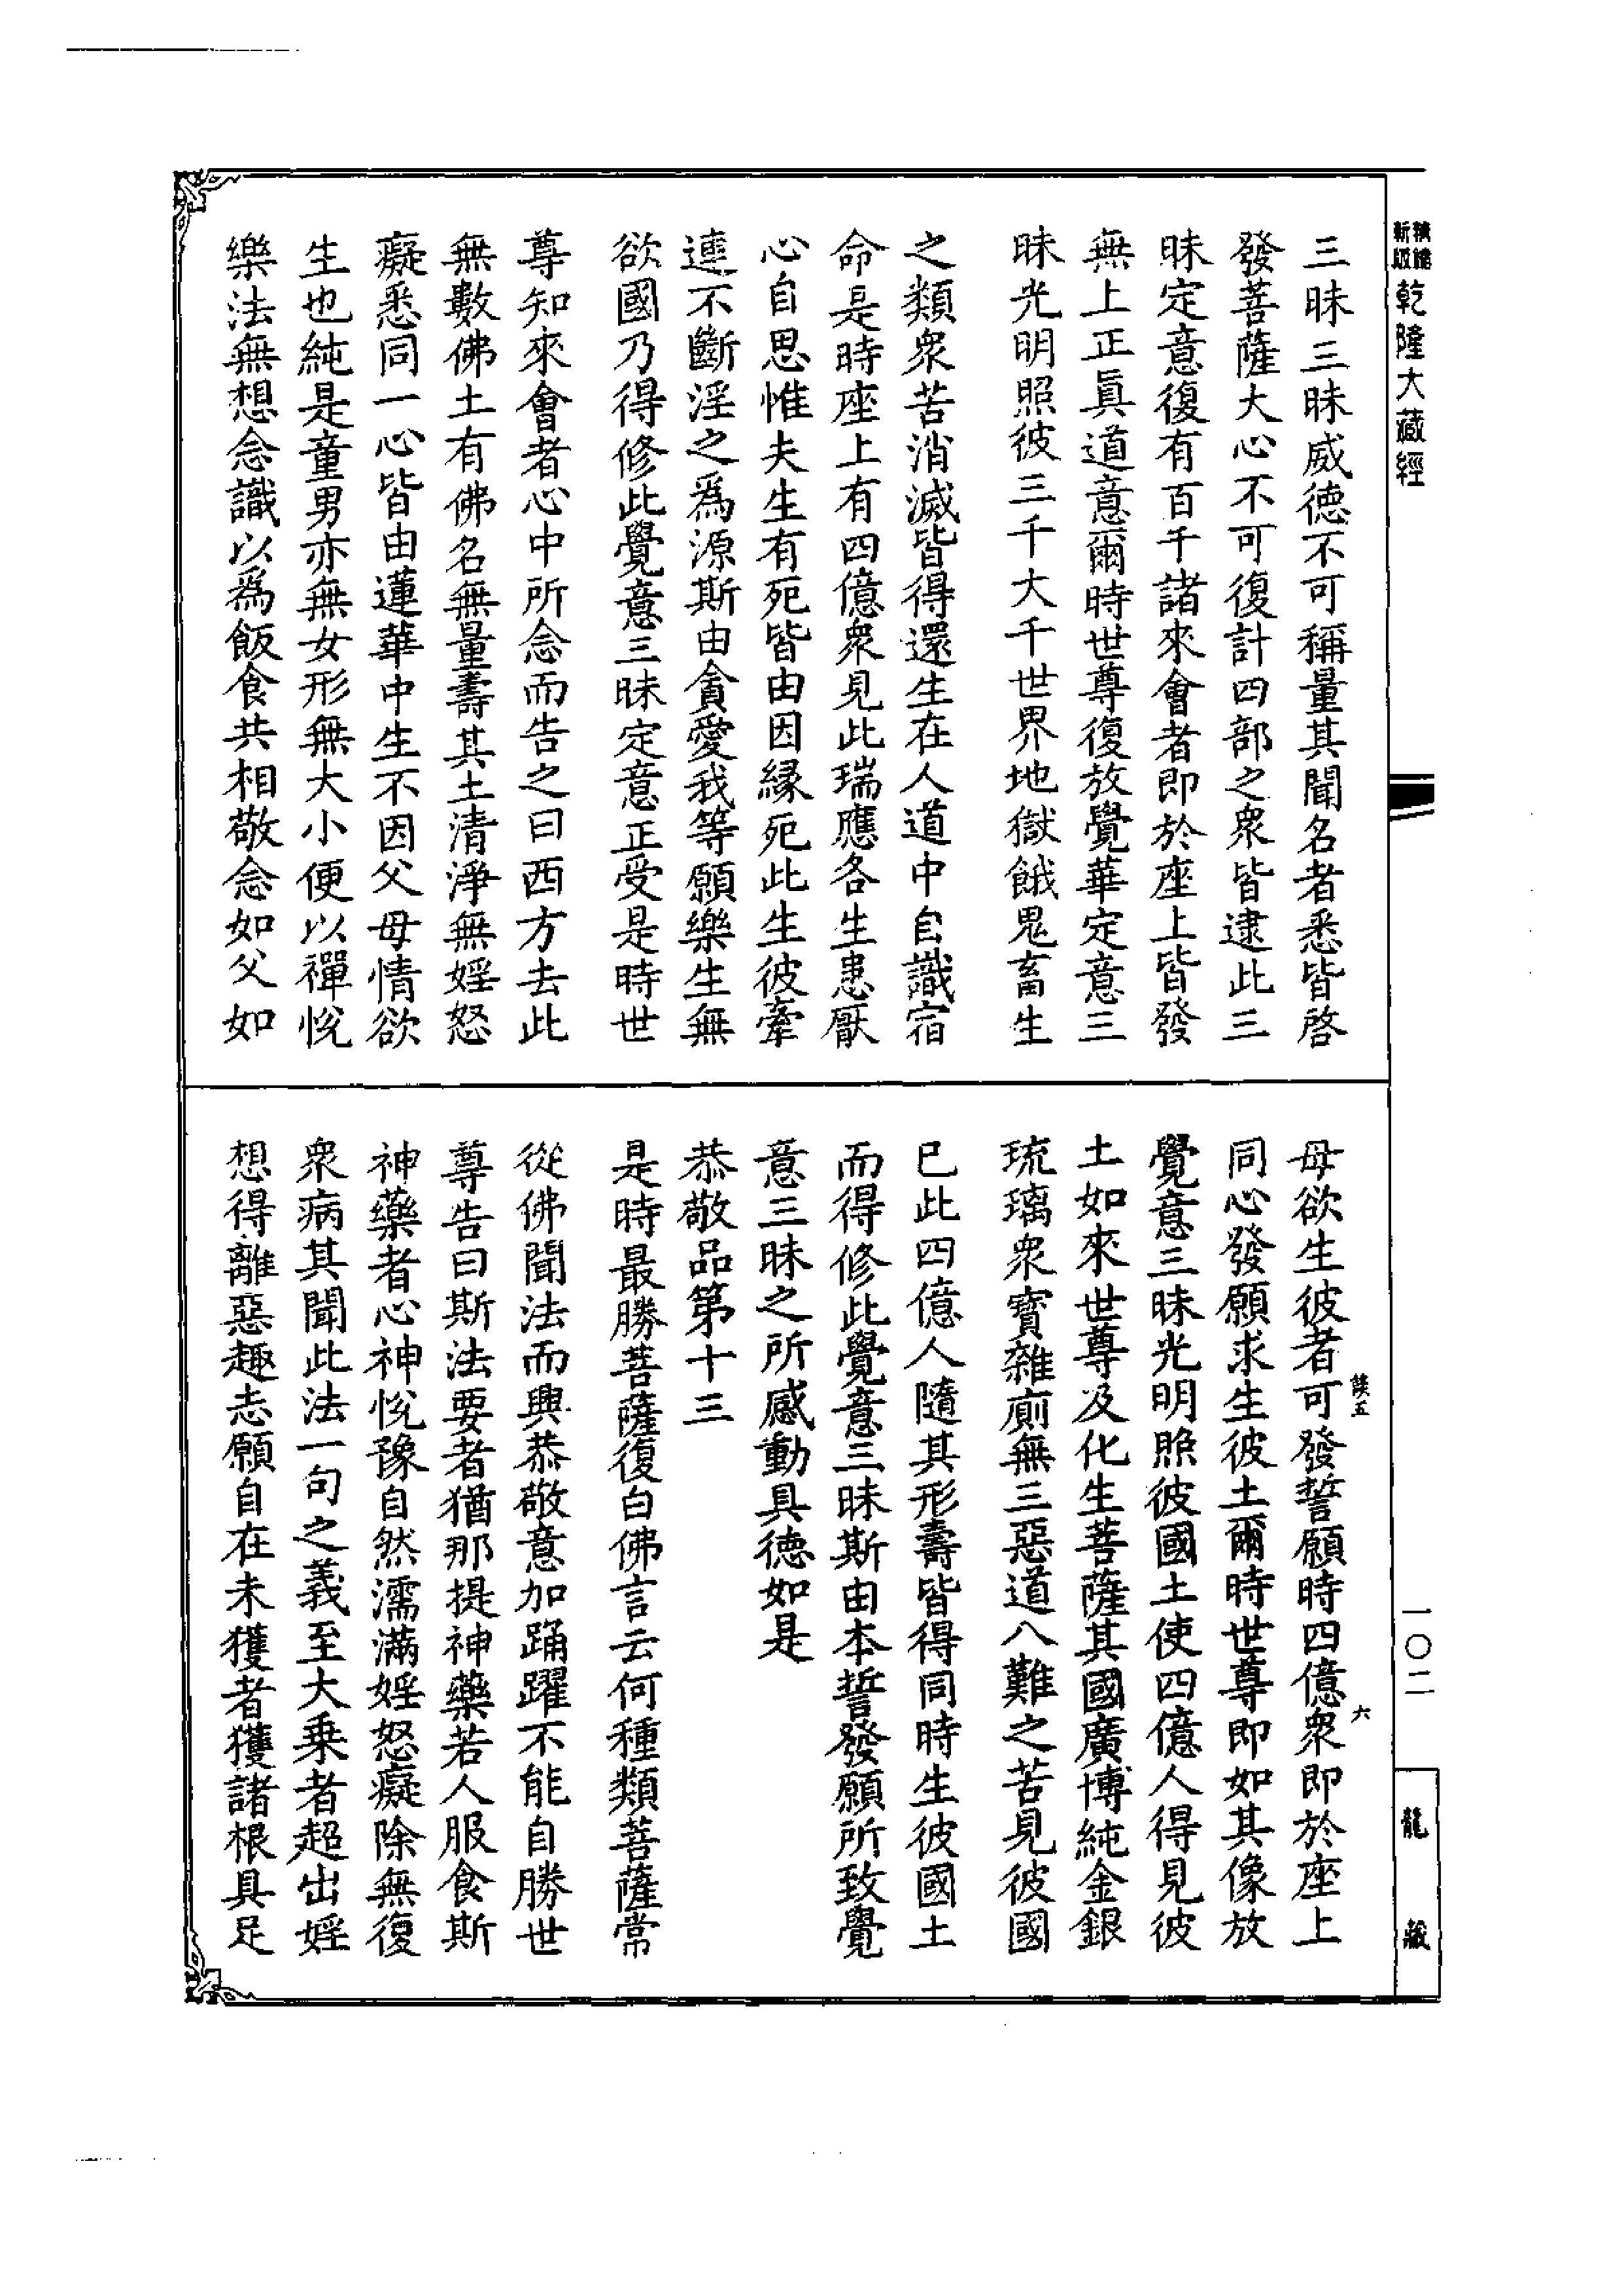 新版
乾隆大藏經
三昧三昧威德不可稱量其聞名者悉皆啓
發菩薩大心不可復計四部之衆皆逮此三
昧定意復有百千諸來會者即於座上皆發
無上正眞道意爾時世尊復放覺華定意三
昧光明照彼三千大千世界地獄餓鬼畜生
之類衆苦消滅皆得還生在人道中自識宿
命是時座上有四億衆見此瑞應各生患厭
心自思惟夫生有死皆由因緣死此生彼牽
連不斷淫之爲源斯由貪愛我等願樂生無
欲國乃得修此覺意三昧定意正受是時世
尊知來會者心中所念而告之曰西方去此
無數佛土有佛名無量壽其土清淨無婬怒
癡悉同一心皆由蓮華中生不因父母情欲
生也純是童男亦無女形無大小便以禪悅
樂法無想念識以爲飯食共相敬念如父如
母欲生彼者可發誓願時四億衆即於座上
同心發願求生彼土爾時世尊即如其像放
覺意三昧光明照彼國土使四億人得見彼
土如來世尊及化生菩薩其國廣博純金銀
琉璃衆寶雜廁無三惡道八難之苦見彼國
已此四億人隨其形壽皆得同時生彼國土
而得修此覺意三昧斯由本誓發願所致覺
意三昧之所感動具德如是
恭敬品第十三
是時最勝菩薩復白佛言云何種類菩薩常
從佛聞法而興恭敬意加踊躍不能自勝世
尊告曰斯法要者猶那提神藥若人服食斯
神藥者心神悅豫自然濡滿婬怒癡除無復
衆病其聞此法一句之義至大乘者超出婬
想得離惡趣志願自在未獲者獲諸根具足
五
六
一〇二
龍藏